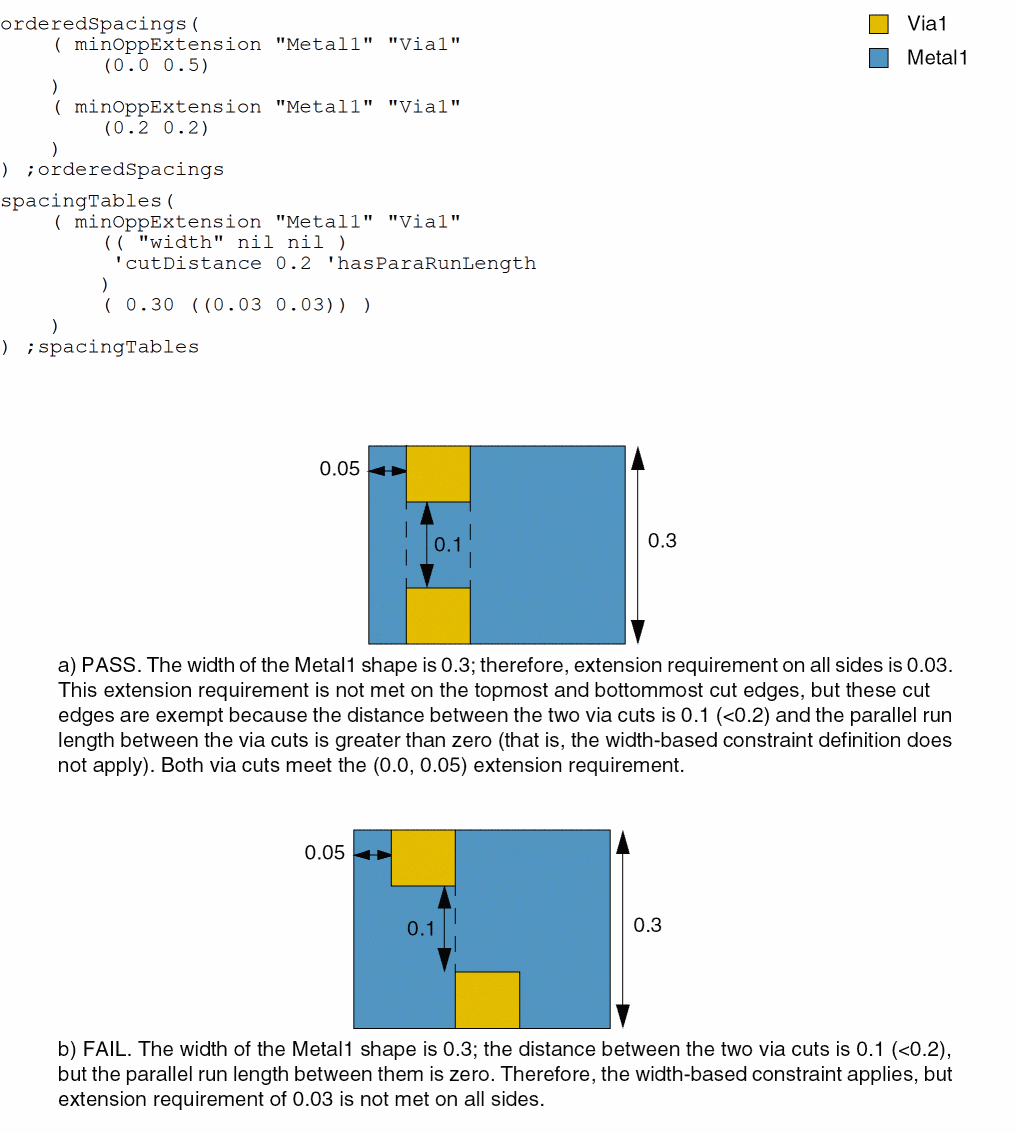 orderedSpacings(
( minOppExtension "Metal1" "Via1"
(0.0 0.5)
)
( minOppExtension "Metal1" "Via1"
(0.2 0.2)
)
) ;orderedSpacings
spacingTables(
( minOppExtension "Metal1" "Via1"
(( "width" nil nil )
'cutDistance 0.2 'hasParaRunLength
)
( 0.30 ((0.03 0.03)) )
)
) ;spacingTables
Via1
Metal1
0.05
0.1
0.3
a) PASS. The width of the Metal1 shape is 0.3; therefore, extension requirement on all sides is 0.03.
This extension requirement is not met on the topmost and bottommost cut edges, but these cut
edges are exempt because the distance between the two via cuts is 0.1 (<0.2) and the parallel run
length between the via cuts is greater than zero (that is, the width-based constraint definition does
not apply). Both via cuts meet the (0.0, 0.05) extension requirement.
0.05
0.1
0.3
b) FAIL. The width of the Metal1 shape is 0.3; the distance between the two via cuts is 0.1 (<0.2),
but the parallel run length between them is zero. Therefore, the width-based constraint applies, but
extension requirement of 0.03 is not met on all sides.